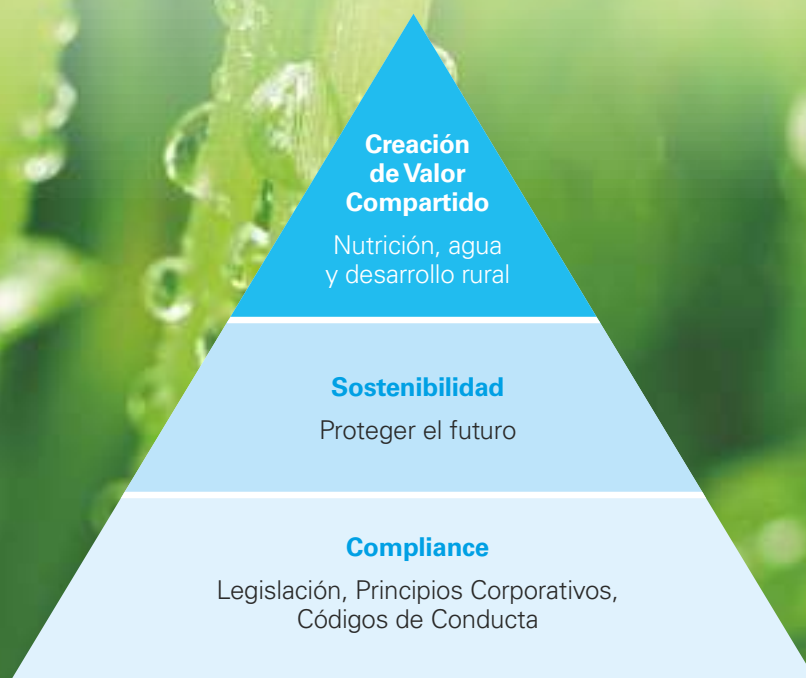 Creación
de Valor
Compartido
Nutrición, agua
y desarrollo rural
Sostenibilidad
Proteger el futuro
Compliance
Legislación, Principios Corporativos,
Códigos de Conducta